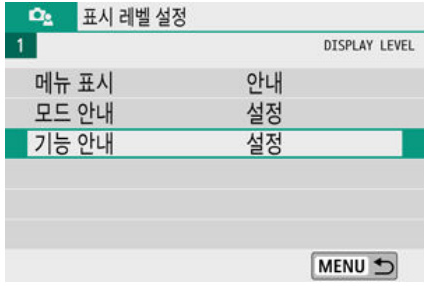 표시 레벨 설정
1 DISPLAY LEVEL
메뉴 표시 안내
모드 안내 설정
기능 안내 설정
MENU